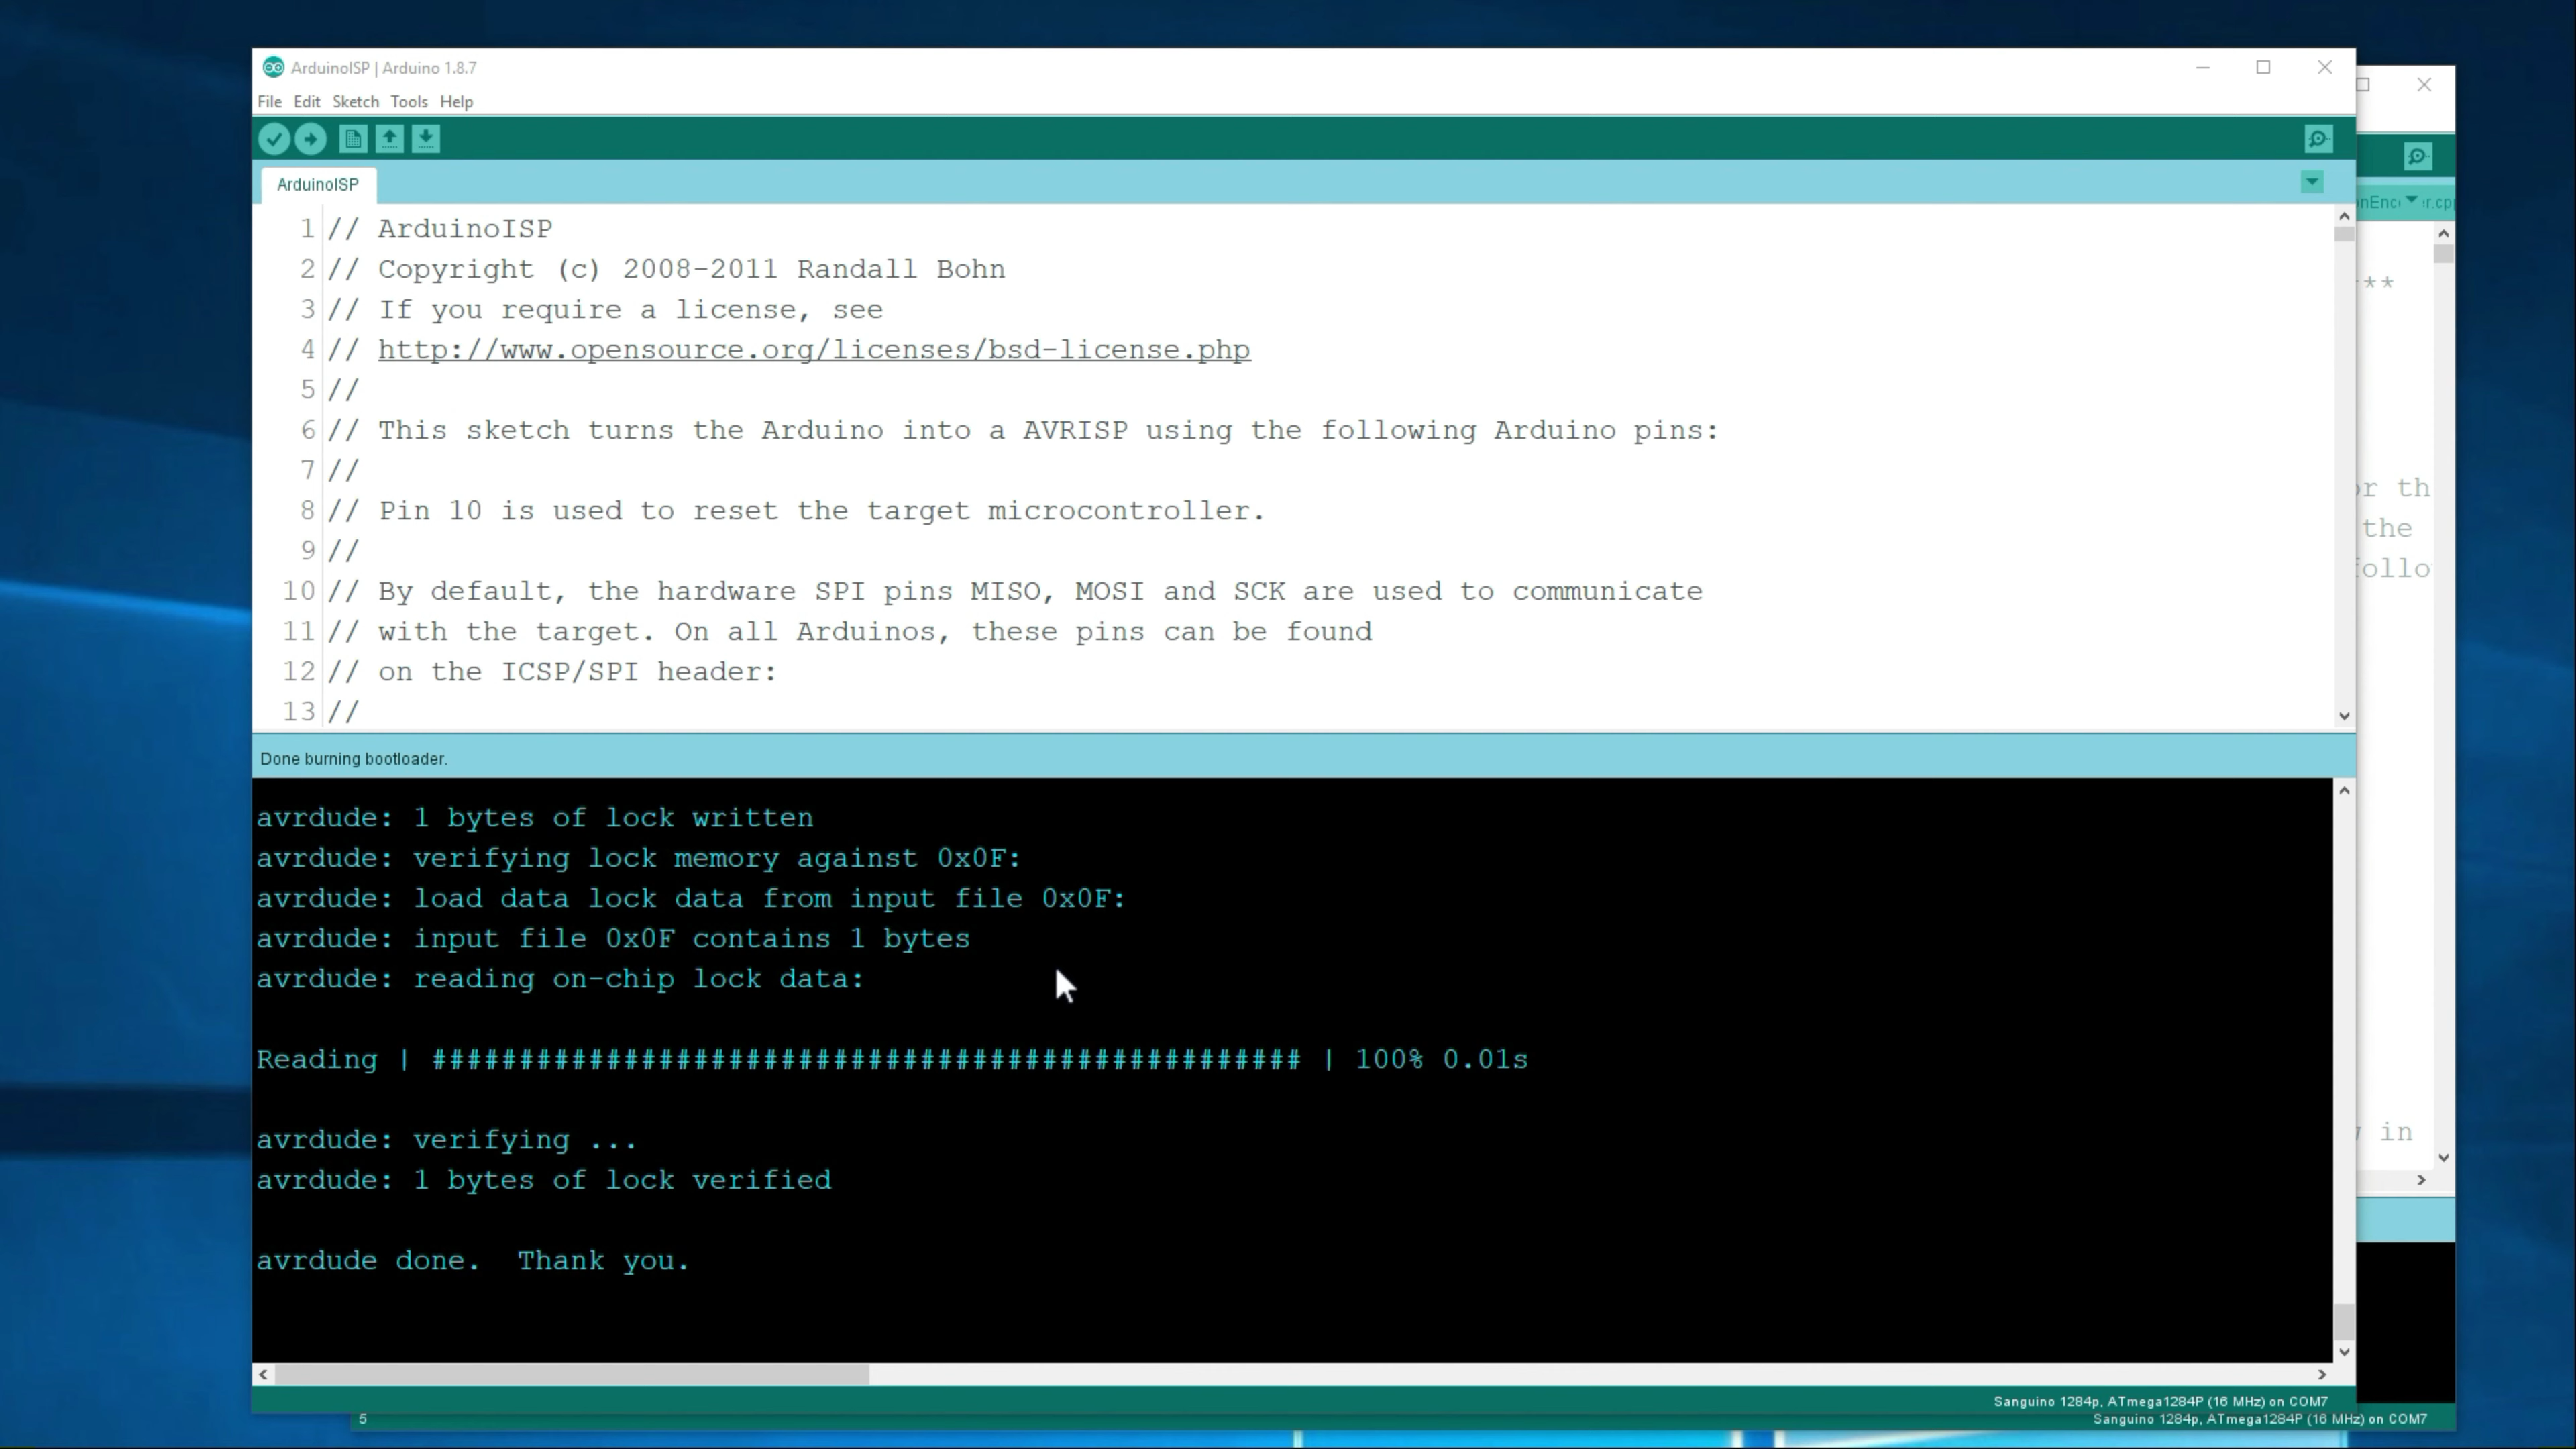 ArduinoISP | Arduino 1.8.7
File Edit Sketch Tools Help
ArduinoISP
1 // ArduinoISP
2 // Copyright (c) 2008-2011 Randall Bohn
3 // If you require a license, see
4 // http://www.opensource.org/licenses/bsd-license.php
5 //
6 // This sketch turns the Arduino into a AVRISP using the following Arduino pins:
7 //
8 // Pin 10 is used to reset the target microcontroller.
9 //
10 // By default, the hardware SPI pins MISO, MOSI and SCK are used to communicate
11 // with the target. On all Arduinos, these pins can be found
12 // on the ICSP/SPI header:
13 //
Done burning bootloader.
avrdude: 1 bytes of lock written
avrdude: verifying lock memory against 0x0F:
avrdude: load data lock data from input file 0x0F:
avrdude: input file 0x0F contains 1 bytes
avrdude: reading on-chip lock data:
Reading | ################################################## | 100% 0.01s
avrdude: verifying ...
avrdude: 1 bytes of lock verified
avrdude done.  Thank you.
Sanguino 1284p, ATmega1284P (16 MHz) on COM7
**
the
in
5
Sanguino 1284p, ATmega1284P (16 MHz) on COM7